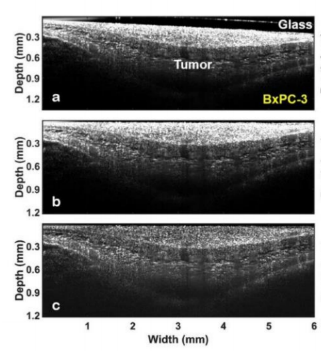 Glass
0.3
0.6
0.9
1.2
Depth (mm)
Tumor
BxPC-3
a
0.3
0.6
0.9
1.2
Depth (mm)
b
0.3
0.6
0.9
1.2
Depth (mm)
c
1 2 3 4 5 6
Width (mm)